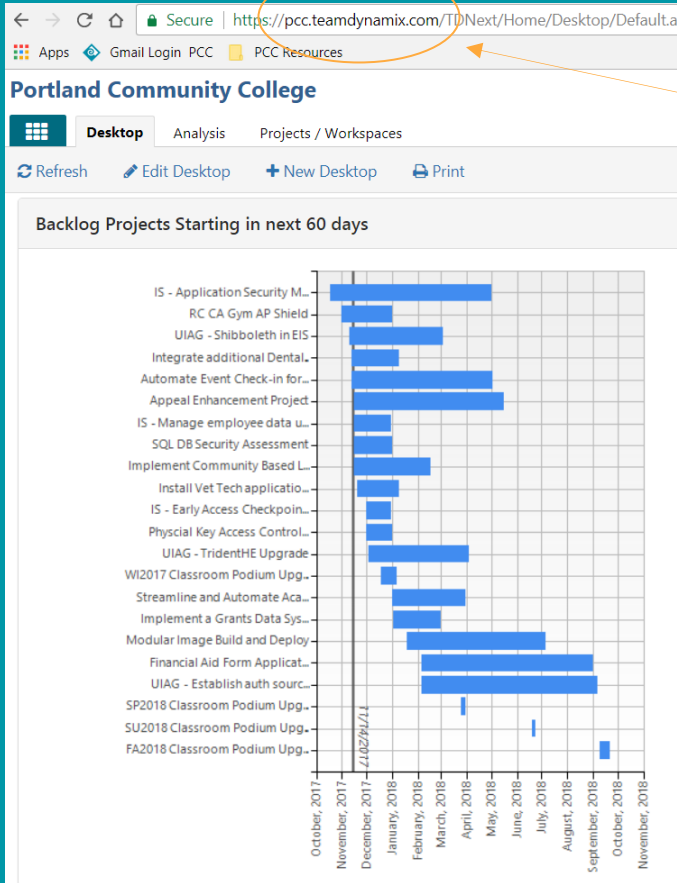 Secure | https://pcc.teamdynamix.com/TDNext/Home/Desktop/Default.a
Apps Gmail Login PCC PCC Resources
Portland Community College
Desktop Analysis Projects / Workspaces
Refresh Edit Desktop New Desktop Print
Backlog Projects Starting in next 60 days
IS - Application Security M...
RC CA Gym AP Shield
UIAG - Shibboleth in EIS
Integrate additional Dental..
Automate Event Check-in for...
Appeal Enhancement Project
IS - Manage employee data u...
SQL DB Security Assessment
Implement Community Based L...
Install Vet Tech applicatio...
IS - Early Access Checkpoin...
Physcial Key Access Control...
UIAG - TridentHE Upgrade
WI2017 Classroom Podium Upg...
Streamline and Automate Aca...
Implement a Grants Data Sys...
Modular Image Build and Deploy
Financial Aid Form Applicat...
UIAG - Establish auth sourc...
SP2018 Classroom Podium Upg...
SU2018 Classroom Podium Upg...
FA2018 Classroom Podium Upg...
11/14/2017
October, 2017
November, 2017
December, 2017
January, 2018
February, 2018
March, 2018
April, 2018
May, 2018
June, 2018
July, 2018
August, 2018
September, 2018
October, 2018
November, 2018